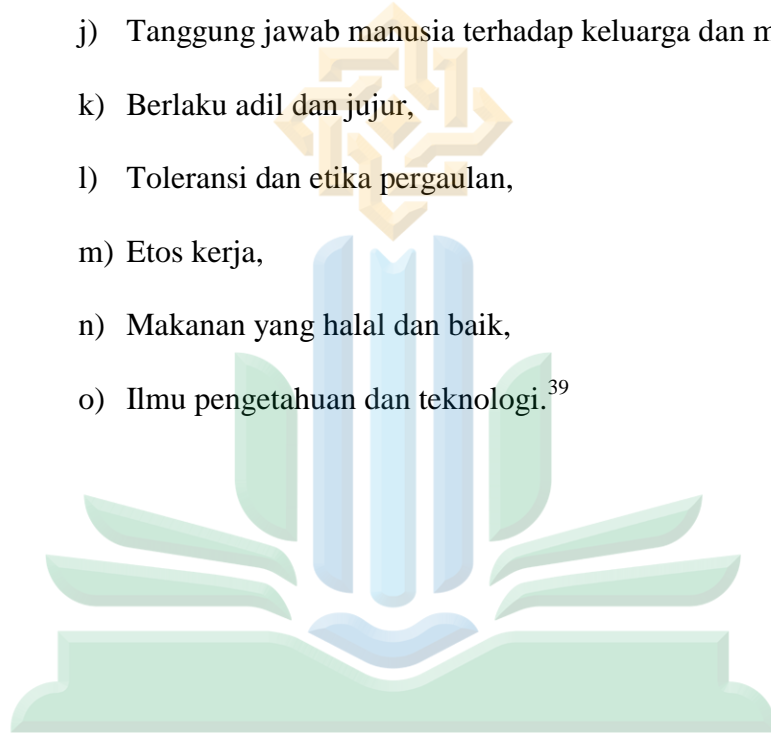 j) Tanggung jawab manusia terhadap keluarga dan
k) Berlaku adil dan jujur,
l) Toleransi dan etika pergaulan,
m) Etos kerja,
n) Makanan yang halal dan baik,
o) Ilmu pengetahuan dan teknologi.39